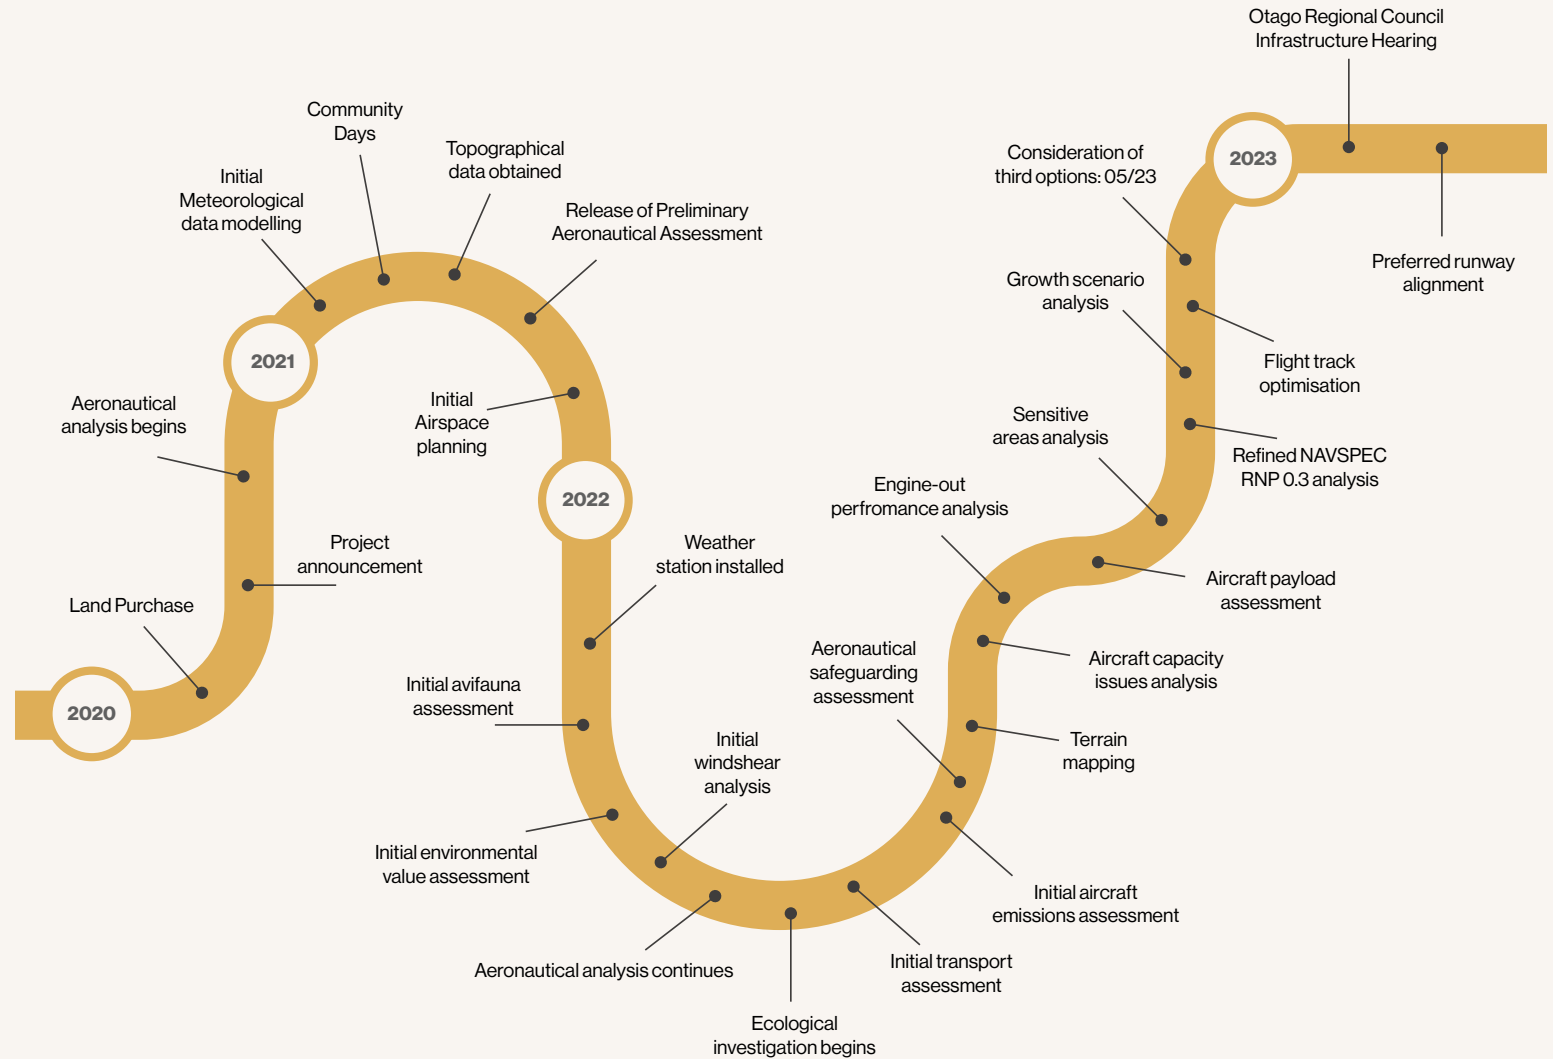 2020
Land Purchase
Project
announcement
Aeronautical
analysis begins
2021
Initial
Meteorological
data modelling
Community
Days
Topographical
data obtained
Release of Preliminary
Aeronautical Assessment
Initial
Airspace
planning
2022
Weather
station installed
Initial avifauna
assessment
Initial environmental
value assessment
Initial
windshear
analysis
Aeronautical analysis continues
Ecological
investigation begins
Initial transport
assessment
Initial aircraft
emissions assessment
Aeronautical
safeguarding
assessment
Terrain
mapping
Aircraft capacity
issues analysis
Engine-out
perfromance analysis
Aircraft payload
assessment
Sensitive
areas analysis
Refined NAVSPEC
RNP 0.3 analysis
Growth scenario
analysis
Flight track
optimisation
Consideration of
third options: 05/23
2023
Otago Regional Council
Infrastructure Hearing
Preferred runway
alignment